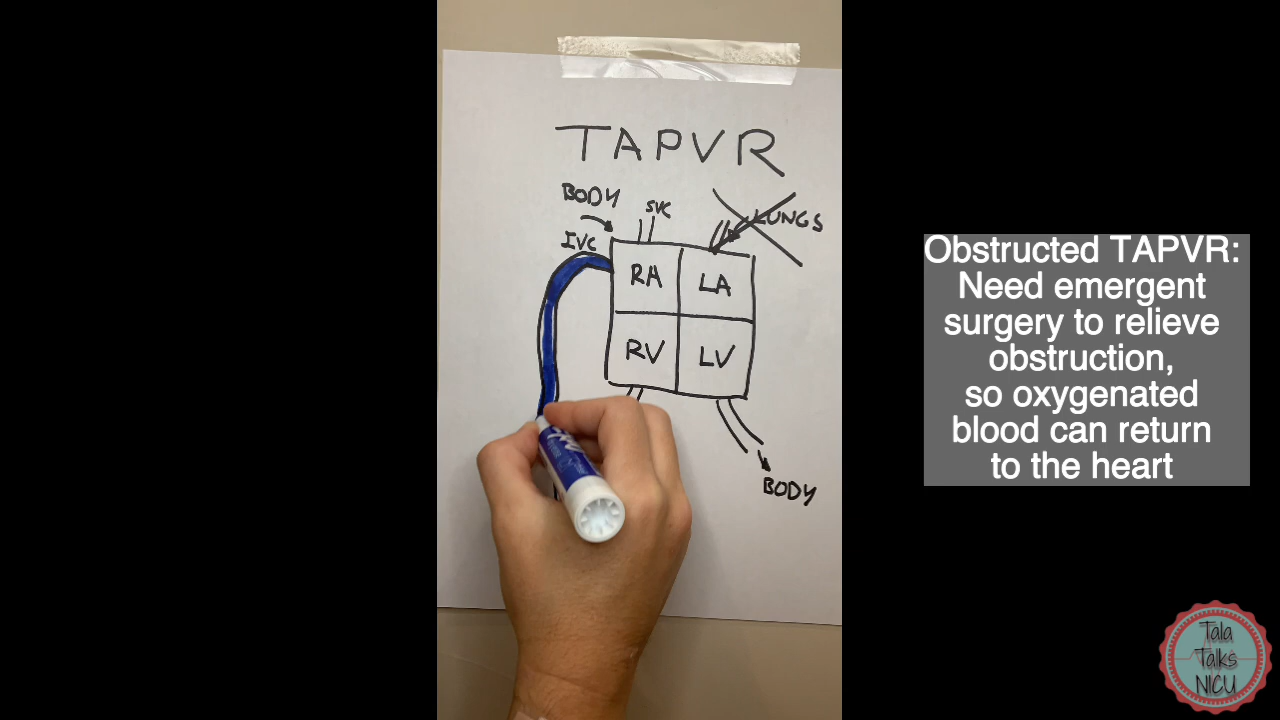 TAPVR
BODY
SVC
LUNGS
IVC
RA
LA
RV
LV
BODY
Obstructed TAPVR:
Need emergent
surgery to relieve
obstruction,
so oxygenated
blood can return
to the heart
Tala
Talks
NICU